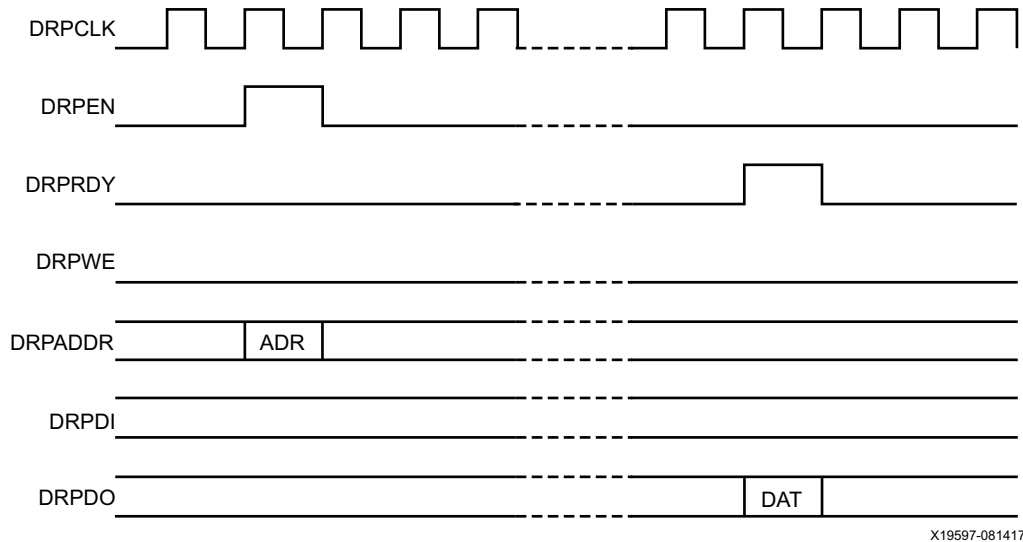 DRPCLK
DRPEN
DRPRDY
DRPWE
DRPADDR ADR
DRPDI
DRPDO DAT
X19597-081417